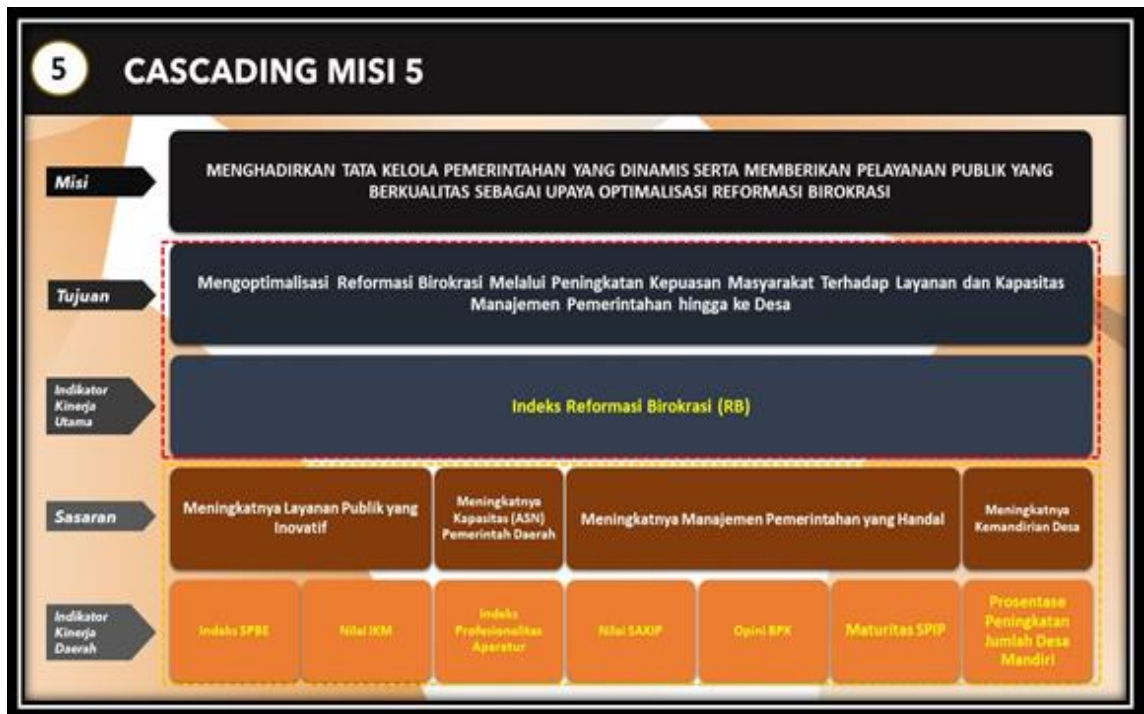 5
CASCADING MISI 5
Misi
MENGHADIRKAN TATA KELOLA PEMERINTAHAN YANG DINAMIS SERTA MEMBERIKAN PELAYANAN PUBLIK YANG
BERKUALITAS SEBAGAI UPAYA OPTIMALISASI REFORMASI BIROKRASI
Tujuan
Mengoptimalisasi Reformasi Birokrasi Melalui Peningkatan Kepuasan Masyarakat Terhadap Layanan dan Kapasitas
Manajemen Pemerintahan hingga ke Desa
Indikator
Kinerja
Utama
Indeks Reformasi Birokrasi (RB)
Sasaran
Meningkatnya Layanan Publik yang
Inovatif
Meningkatnya
Kapasitas (ASN)
Pemerintah Daerah
Meningkatnya Manajemen Pemerintahan yang Handal
Meningkatnya
Kemandirian Desa
Indikator
Kinerja
Daerah
Indeks SPBE
Nilai IKM
Indeks
Profesionalitas
Aparatur
Nilai SAKIP
Opini BPK
Maturitas SPIP
Prosentase
Peningkatan
Jumlah Desa
Mandiri